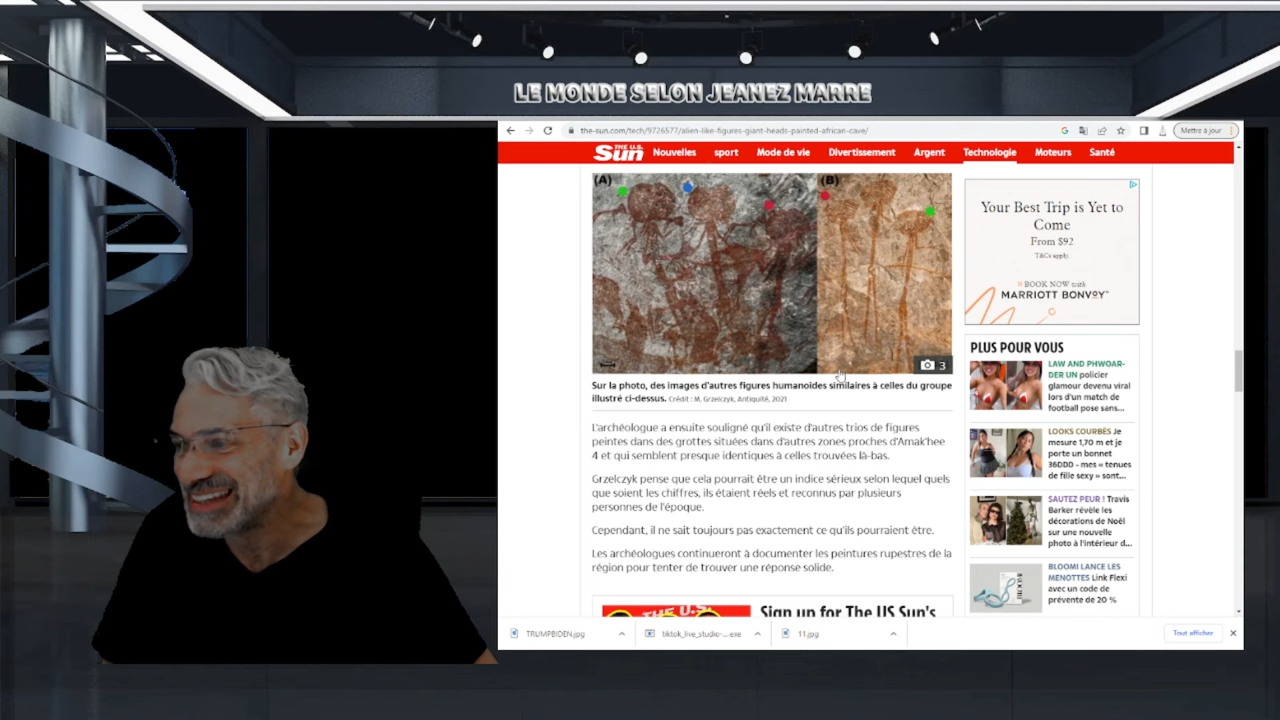 LE MONDE SELON JEANEZ MARRE
the-sun.com/tech/9726577/alien-like-figures-giant-heads-painted-african-cave/
Mettre à jour
THE U.S. Sun
Nouvelles sport Mode de vie Divertissement Argent Technologie Moteurs Santé
(A) (B)
3
Sur la photo, des images d'autres figures humanoïdes similaires à celles du groupe
illustré ci-dessus. Crédit : M. Grzelczyk, Antiquité, 2021
L'archéologue a ensuite souligné qu'il existe d'autres trios de figures
peintes dans des grottes situées dans d'autres zones proches d'Amak'hee
4 et qui semblent presque identiques à celles trouvées là-bas.
Grzelczyk pense que cela pourrait être un indice sérieux selon lequel quels
que soient les chiffres, ils étaient réels et reconnus par plusieurs
personnes de l'époque.
Cependant, il ne sait toujours pas exactement ce qu'ils pourraient être.
Les archéologues continueront à documenter les peintures rupestres de la
région pour tenter de trouver une réponse solide.
THE U.S.
Sign up for The US Sun's
Your Best Trip is Yet to
Come
From $92
T&Cs apply.
BOOK NOW with
MARRIOTT BONVOY
PLUS POUR VOUS
LAW AND PHWOAR-
DER UN policier
glamour devenu viral
lors d'un match de
football pose sans...
LOOKS COURBÉS Je
mesure 1,70 m et je
porte un bonnet
36DDD - mes « tenues
de fille sexy » sont...
SAUTEZ PEUR ! Travis
Barker révèle les
décorations de Noël
sur une nouvelle
photo à l'intérieur d...
BLOOMI LANCE LES
MENOTTES Link Flexi
avec un code de
prévente de 20 %
TRUMPBIDEN.jpg
tiktok_live_studio-....exe
11.jpg
Tout afficher